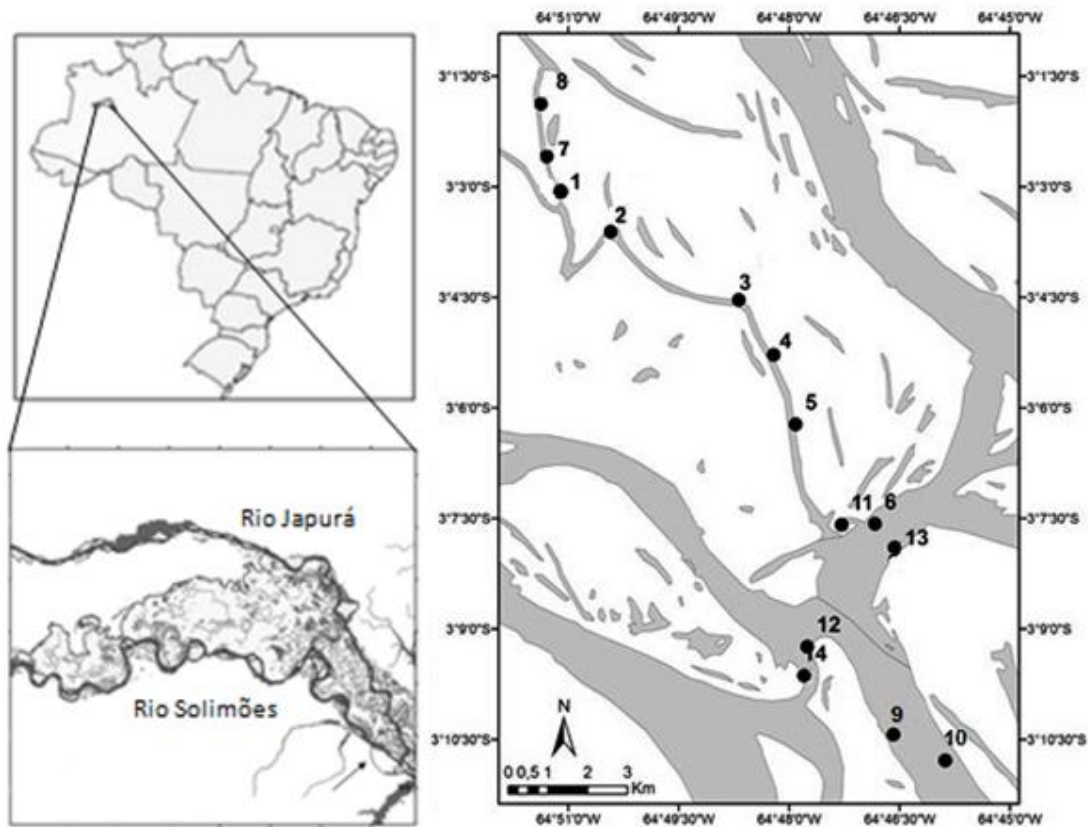 Rio Japurá
Rio Solimões
64°51'0"W 64°49'30"W 64°48'0"W 64°46'30"W 64°45'0"W
3°1'30"S 3°1'30"S
3°3'0"S 3°3'0"S
3°4'30"S 3°4'30"S
3°6'0"S 3°6'0"S
3°7'30"S 3°7'30"S
3°9'0"S 3°9'0"S
3°10'30"S 3°10'30"S
8
7
1
2
3
4
5
11 6
13
12
14
9
10
N
0 0,5 1 2 3
Km
64°51'0"W 64°49'30"W 64°48'0"W 64°46'30"W 64°45'0"W